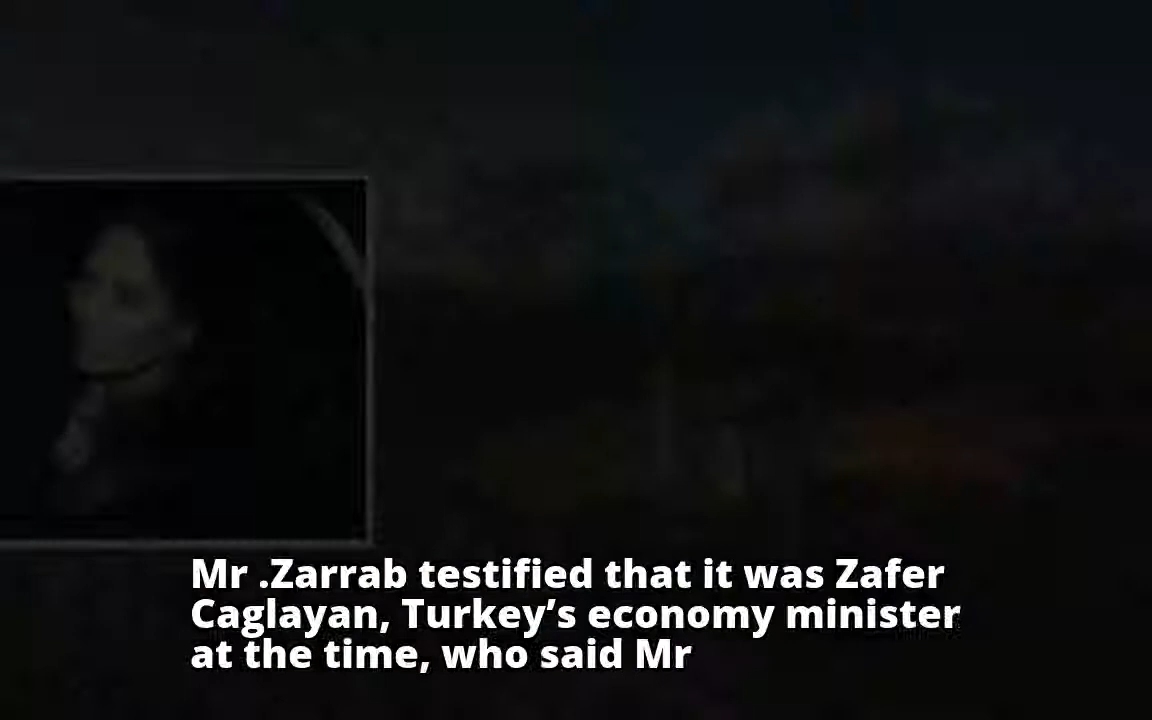 Mr .Zarrab testified that it was Zafer
Caglayan, Turkey’s economy minister
at the time, who said Mr